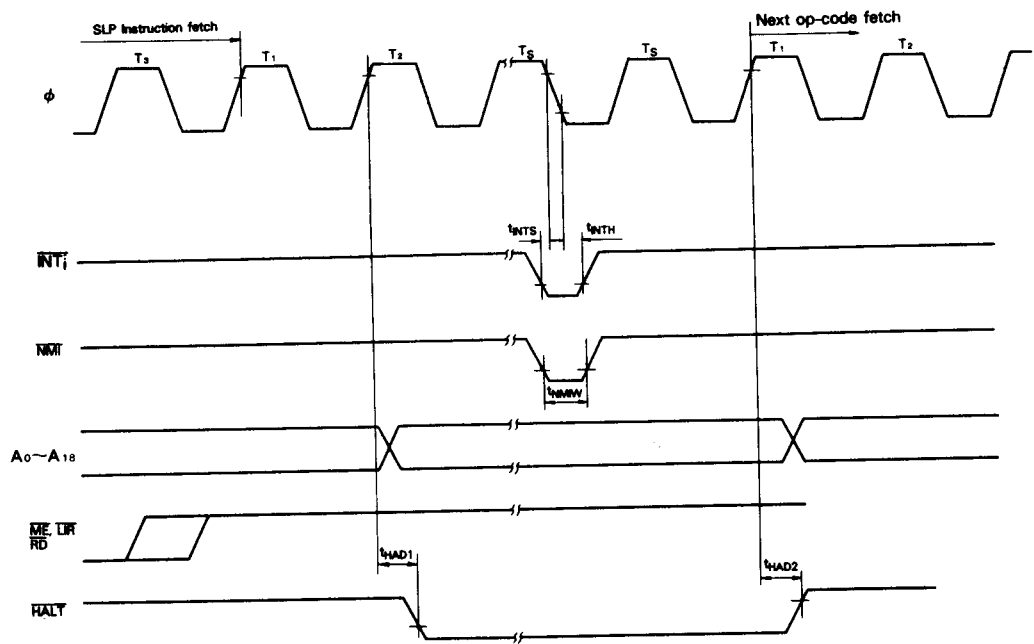 SLP Instruction fetch
Next op-code fetch
T3 T1 T2 TS TS T1 T2
ϕ
tINTS tINTH
INTi
NMI
tNMIW
A0~A18
ME, LIR
RD
tHAD1 tHAD2
HALT